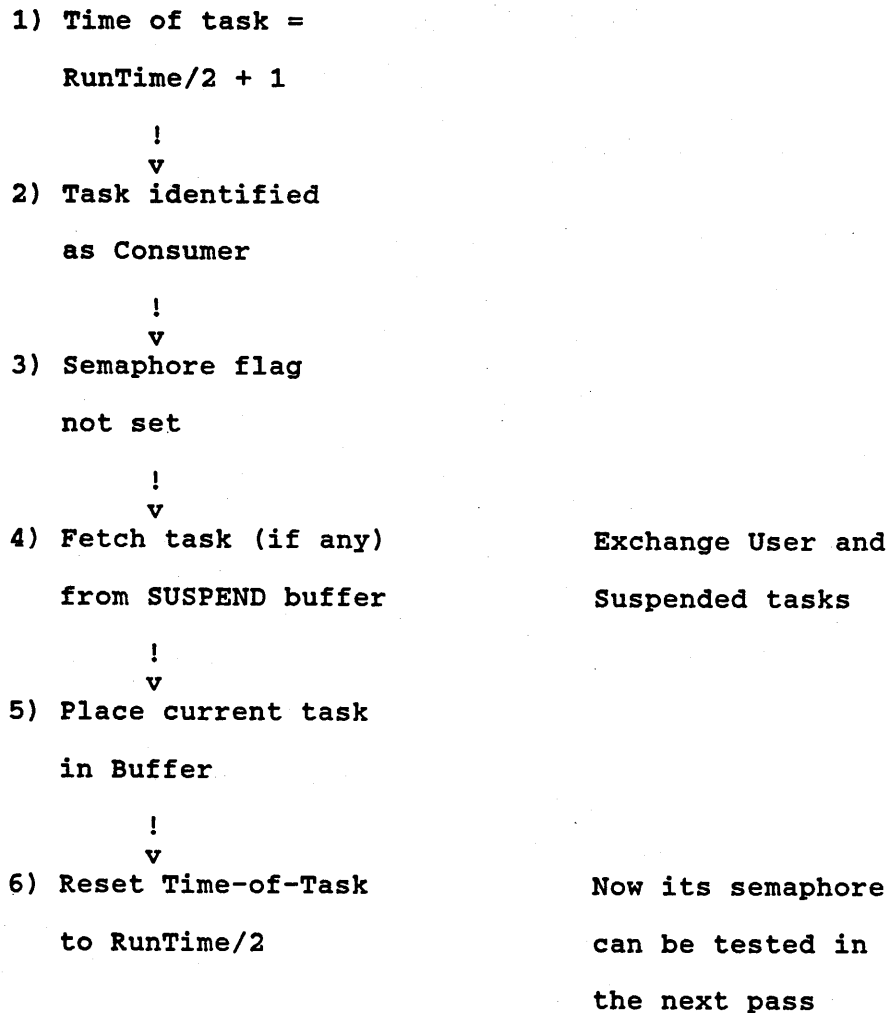 1) Time of task =
RunTime/2 + 1
!
v
2) Task identified
as Consumer
!
v
3) Semaphore flag
not set
!
v
4) Fetch task (if any) Exchange User and
from SUSPEND buffer Suspended tasks
!
v
5) Place current task
in Buffer
!
v
6) Reset Time-of-Task Now its semaphore
to RunTime/2 can be tested in
the next pass